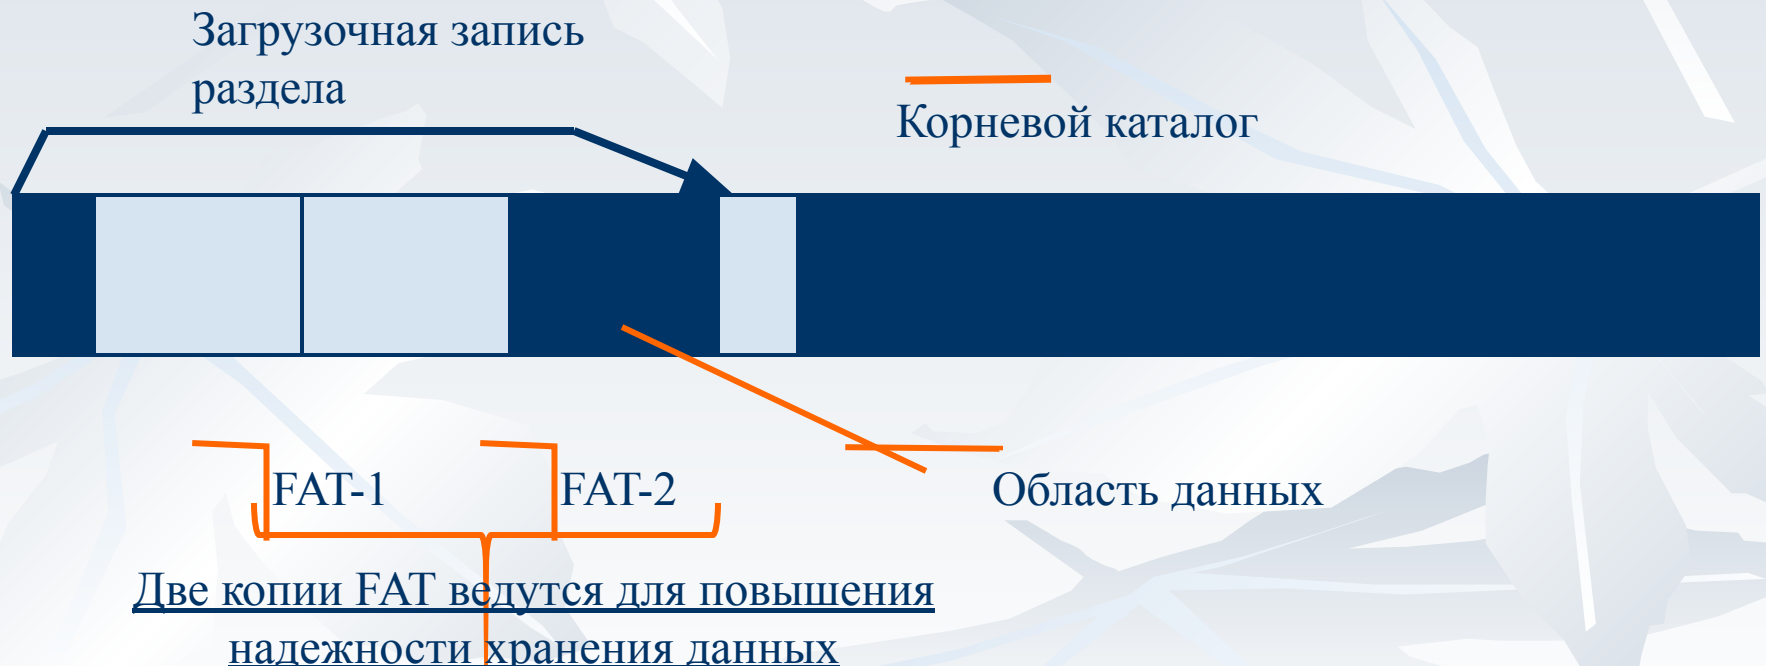 Загрузочная запись
раздела
Корневой каталог
FAT-1
FAT-2
Область данных
Две копии FAT ведутся для повышения
надежности хранения данных